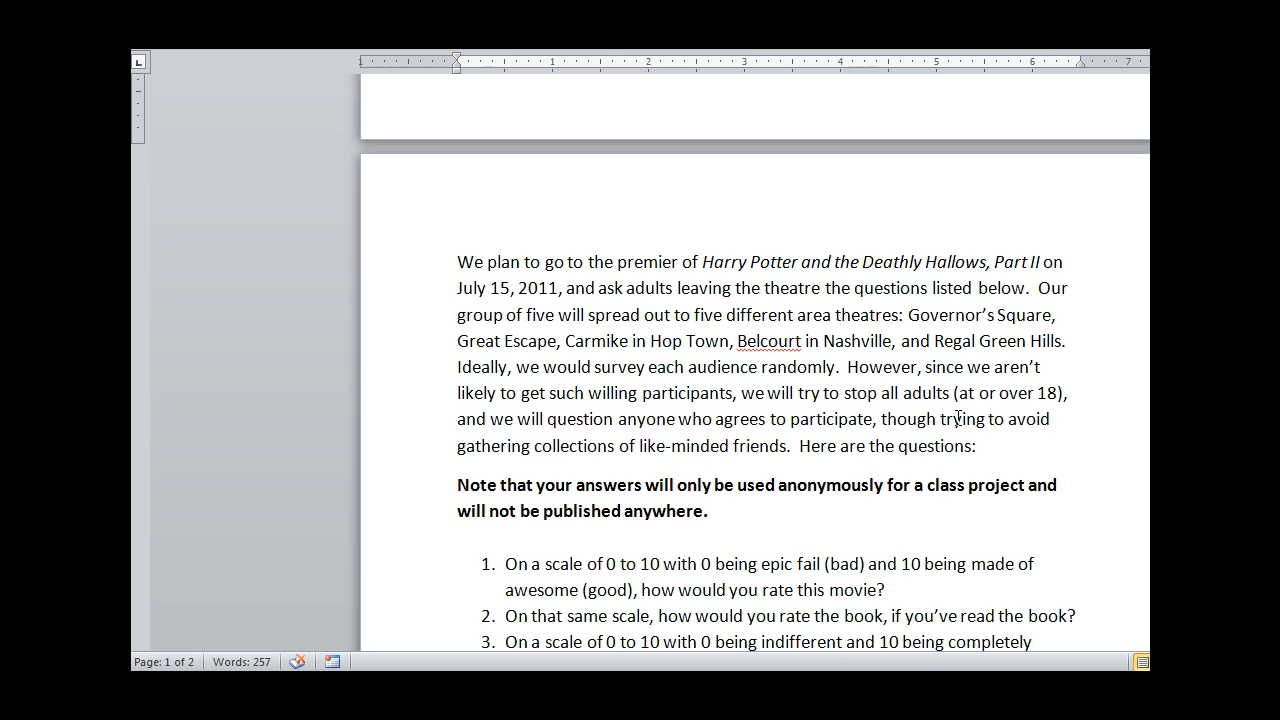 1 1 2 3 4 5 6 7
We plan to go to the premier of Harry Potter and the Deathly Hallows, Part II on
July 15, 2011, and ask adults leaving the theatre the questions listed below.  Our
group of five will spread out to five different area theatres: Governor’s Square,
Great Escape, Carmike in Hop Town, Belcourt in Nashville, and Regal Green Hills.
Ideally, we would survey each audience randomly.  However, since we aren’t
likely to get such willing participants, we will try to stop all adults (at or over 18),
and we will question anyone who agrees to participate, though trying to avoid
gathering collections of like-minded friends.  Here are the questions:
Note that your answers will only be used anonymously for a class project and
will not be published anywhere.
1. On a scale of 0 to 10 with 0 being epic fail (bad) and 10 being made of
awesome (good), how would you rate this movie?
2. On that same scale, how would you rate the book, if you’ve read the book?
3. On a scale of 0 to 10 with 0 being indifferent and 10 being completely
Page: 1 of 2 Words: 257